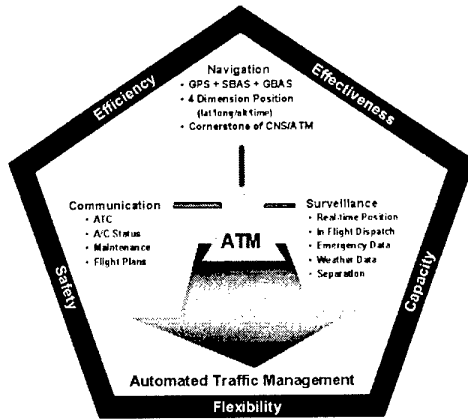 Efficiency
Effectiveness
Navigation
• GPS + SBAS + GBAS
• 4 Dimension Position
(lat/long/alt/time)
• Cornerstone of CNS/ATM
Communication
• ATC
• A/C Status
• Maintenance
• Flight Plans
Surveillance
• Real-time Position
• In Flight Dispatch
• Emergency Data
• Weather Data
• Separation
ATM
Safety
Capacity
Automated Traffic Management
Flexibility